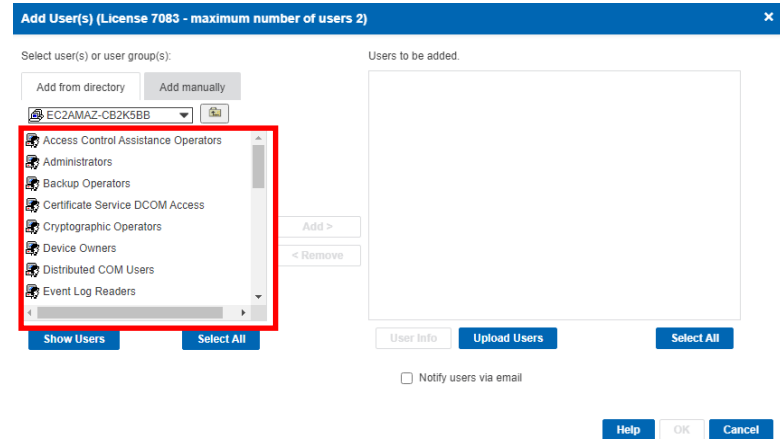 Add User(s) (License 7083 - maximum number of users 2)
Select user(s) or user group(s):
Users to be added.
Add from directory
Add manually
EC2AMAZ-CB2K5BB
Access Control Assistance Operators
Administrators
Backup Operators
Certificate Service DCOM Access
Cryptographic Operators
Device Owners
Distributed COM Users
Event Log Readers
Add >
< Remove
Show Users
Select All
User Info
Upload Users
Select All
Notify users via email
Help
OK
Cancel